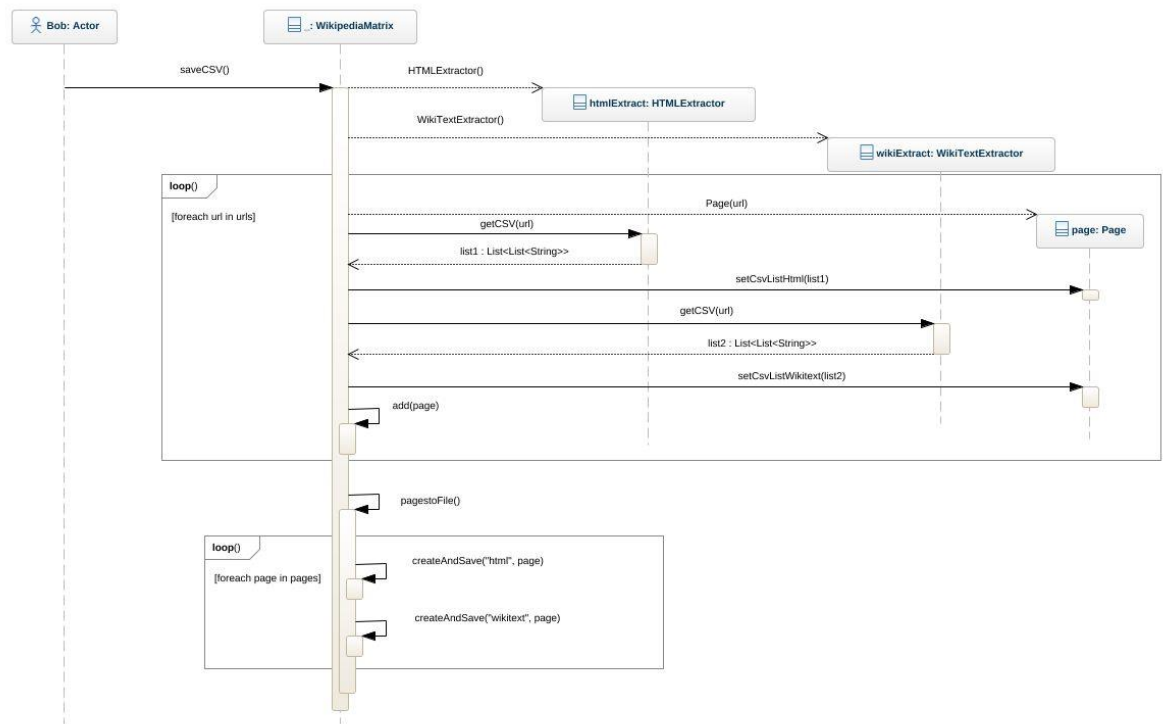 Bob: Actor
_: WikipediaMatrix
saveCSV()
HTMLExtractor()
htmlExtract: HTMLExtractor
WikiTextExtractor()
wikiExtract: WikiTextExtractor
loop()
[foreach url in urls]
Page(url)
page: Page
getCSV(url)
list1 : List<List<String>>
setCsvListHtml(list1)
getCSV(url)
list2 : List<List<String>>
setCsvListWikitext(list2)
add(page)
pagestoFile()
loop()
[foreach page in pages]
createAndSave("html", page)
createAndSave("wikitext", page)